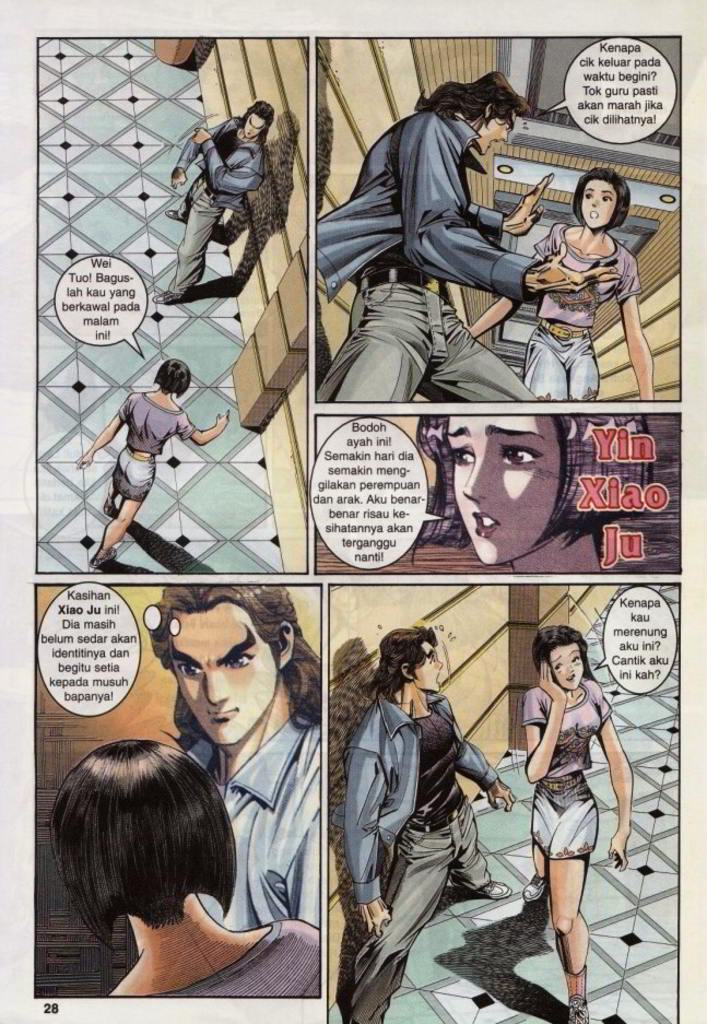 Wei
Tuo! Bagus-
lah kau yang
berkawal pada
malam
ini!
Kenapa
cik keluar pada
waktu begini?
Tok guru pasti
akan marah jika
cik dilihatnya!
Bodoh
ayah ini!
Semakin hari dia
semakin meng-
gilakan perempuan
dan arak. Aku benar-
benar risau ke-
sihatannya akan
terganggu
nanti!
Yin
Xiao
Ju
Kasihan
Xiao Ju ini!
Dia masih
belum sedar akan
identitinya dan
begitu setia
kepada musuh
bapanya!
Kenapa
kau
merenung
aku ini?
Cantik aku
ini kah?
28